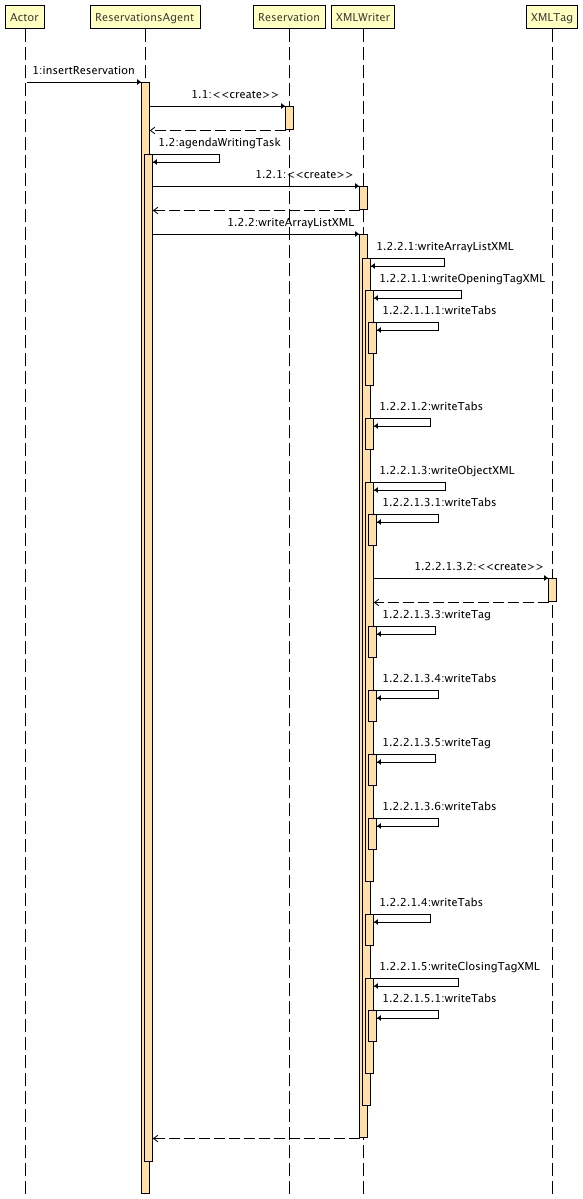 Actor
ReservationsAgent
Reservation
XMLWriter
XMLTag
1:insertReservation
1.1:<<create>>
1.2:agendaWritingTask
1.2.1:<<create>>
1.2.2:writeArrayListXML
1.2.2.1:writeArrayListXML
1.2.2.1.1:writeOpeningTagXML
1.2.2.1.1.1:writeTabs
1.2.2.1.2:writeTabs
1.2.2.1.3:writeObjectXML
1.2.2.1.3.1:writeTabs
1.2.2.1.3.2:<<create>>
1.2.2.1.3.3:writeTag
1.2.2.1.3.4:writeTabs
1.2.2.1.3.5:writeTag
1.2.2.1.3.6:writeTabs
1.2.2.1.4:writeTabs
1.2.2.1.5:writeClosingTagXML
1.2.2.1.5.1:writeTabs